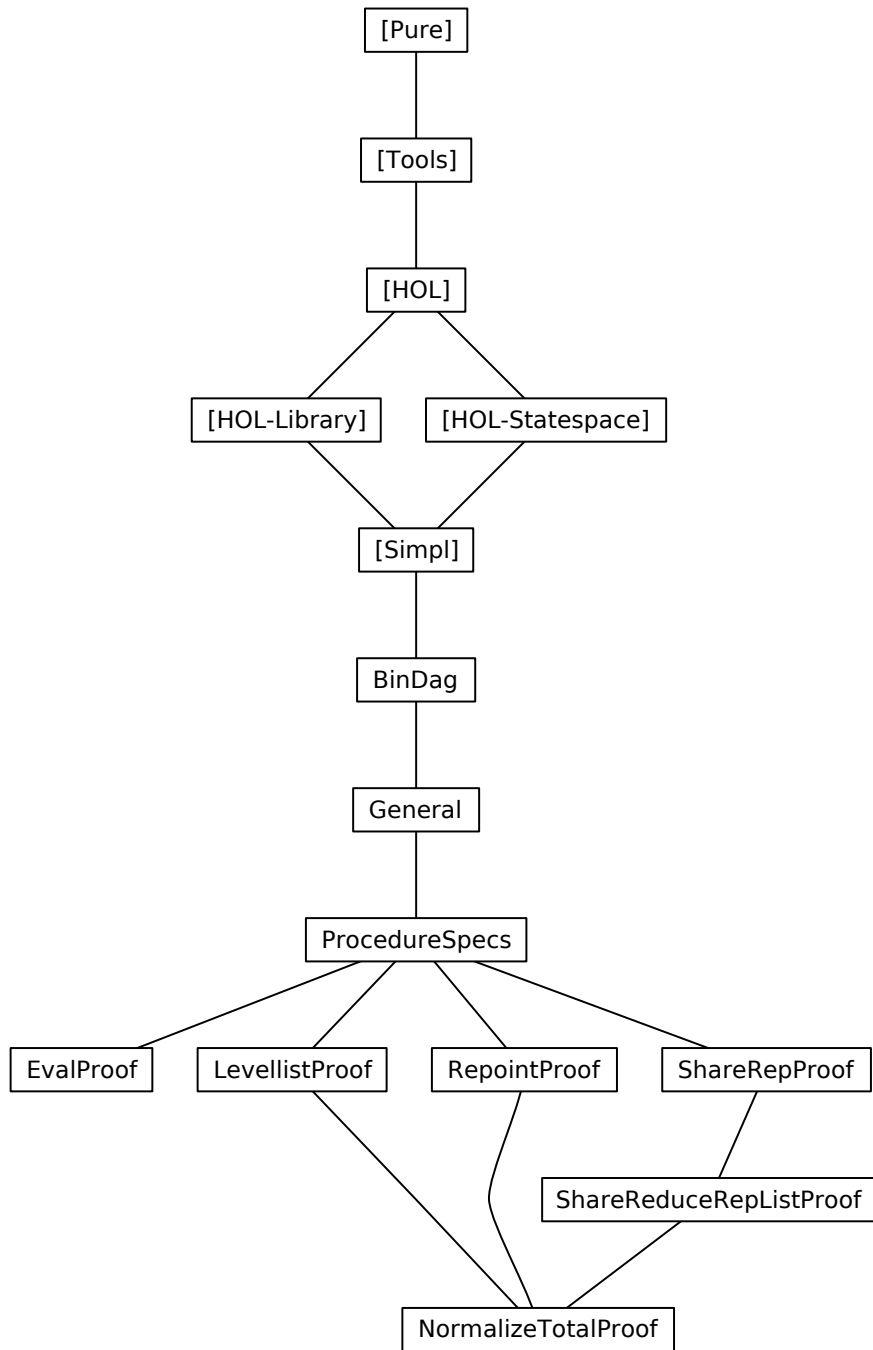 [Pure]
[Tools]
[HOL]
[HOL-Library]
[HOL-Statespace]
[Simpl]
BinDag
General
ProcedureSpecs
EvalProof
LevellistProof
RepointProof
ShareRepProof
ShareReduceRepListProof
NormalizeTotalProof